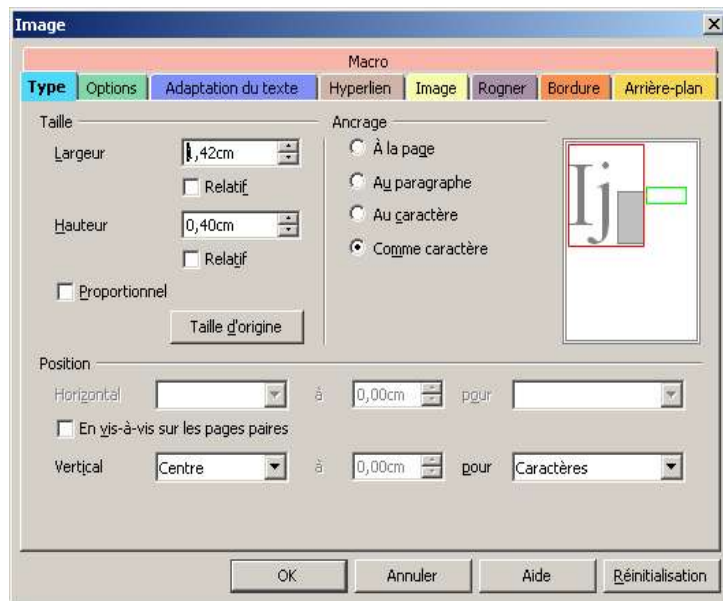 Image
Macro
Type Options Adaptation du texte Hyperlien Image Rogner Bordure Arrière-plan
Taille
Largeur ,42cm
Relatif
Hauteur 0,40cm
Relatif
Proportionnel
Taille d'origine
Ancrage
À la page
Au paragraphe
Au caractère
Comme caractère
Ij
Position
Horizontal à 0,00cm pour
En vis-à-vis sur les pages paires
Vertical Centre à 0,00cm pour Caractères
OK Annuler Aide Réinitialisation